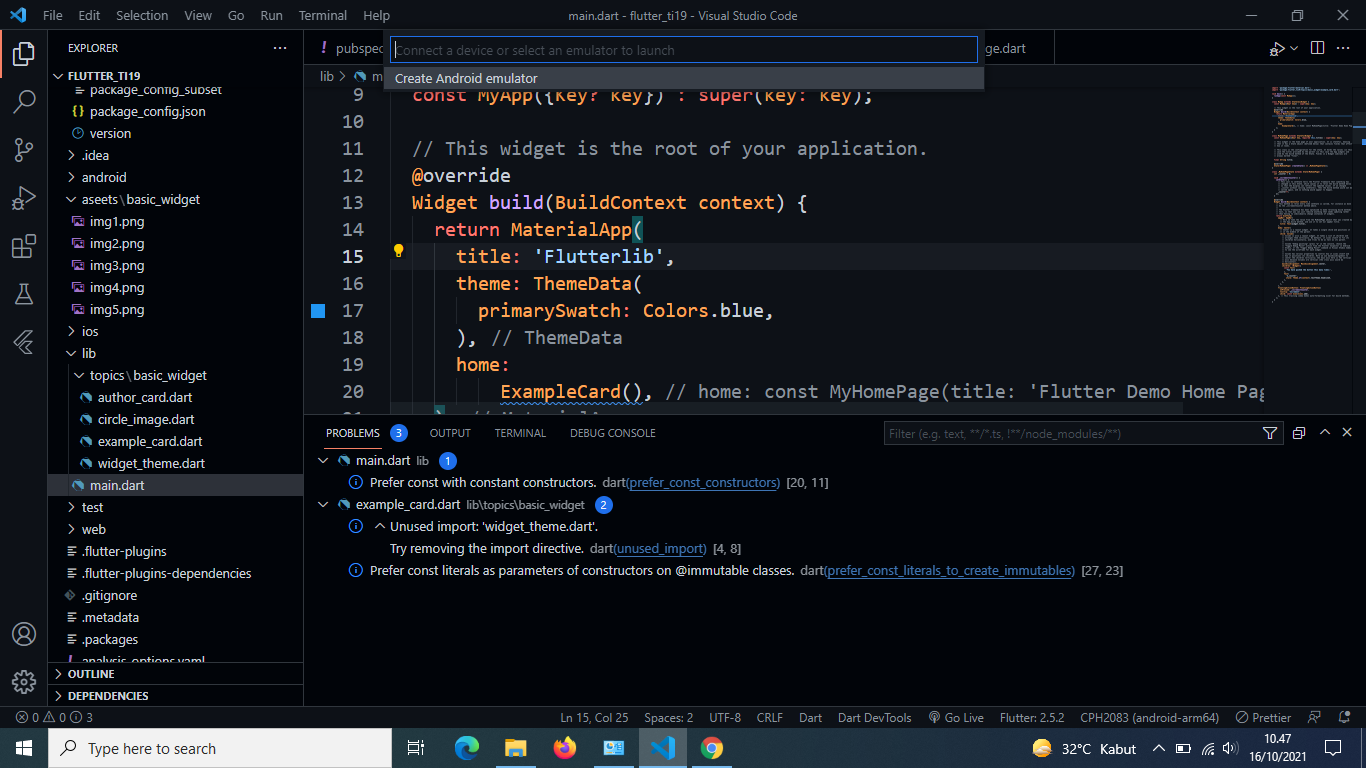 File Edit Selection View Go Run Terminal Help main.dart - flutter_ti19 - Visual Studio Code
EXPLORER
FLUTTER_TI19
package_config_subset
{} package_config.json
version
.idea
android
aseets\basic_widget
img1.png
img2.png
img3.png
img4.png
img5.png
ios
lib
topics\basic_widget
author_card.dart
circle_image.dart
example_card.dart
widget_theme.dart
main.dart
test
web
.flutter-plugins
.flutter-plugins-dependencies
.gitignore
.metadata
.packages
analysis_options.yaml
OUTLINE
DEPENDENCIES
! pubspec
Connect a device or select an emulator to launch
ge.dart
Create Android emulator
lib > m
9 const MyApp({Key? key}) : super(key: key);
10
11 // This widget is the root of your application.
12 @override
13 Widget build(BuildContext context) {
14 return MaterialApp(
15 title: 'Flutterlib',
16 theme: ThemeData(
17 primarySwatch: Colors.blue,
18 ), // ThemeData
19 home:
20 ExampleCard(), // home: const MyHomePage(title: 'Flutter Demo Home Pag
PROBLEMS 3 OUTPUT TERMINAL DEBUG CONSOLE Filter (e.g. text, **/*.ts, !**/node_modules/**)
main.dart lib 1
Prefer const with constant constructors. dart(prefer_const_constructors) [20, 11]
example_card.dart lib\topics\basic_widget 2
Unused import: 'widget_theme.dart'.
Try removing the import directive. dart(unused_import) [4, 8]
Prefer const literals as parameters of constructors on @immutable classes. dart(prefer_const_literals_to_create_immutables) [27, 23]
0 0 3 Ln 15, Col 25 Spaces: 2 UTF-8 CRLF Dart Dart DevTools Go Live Flutter: 2.5.2 CPH2083 (android-arm64) Prettier
Type here to search 32°C Kabut 10.47
16/10/2021